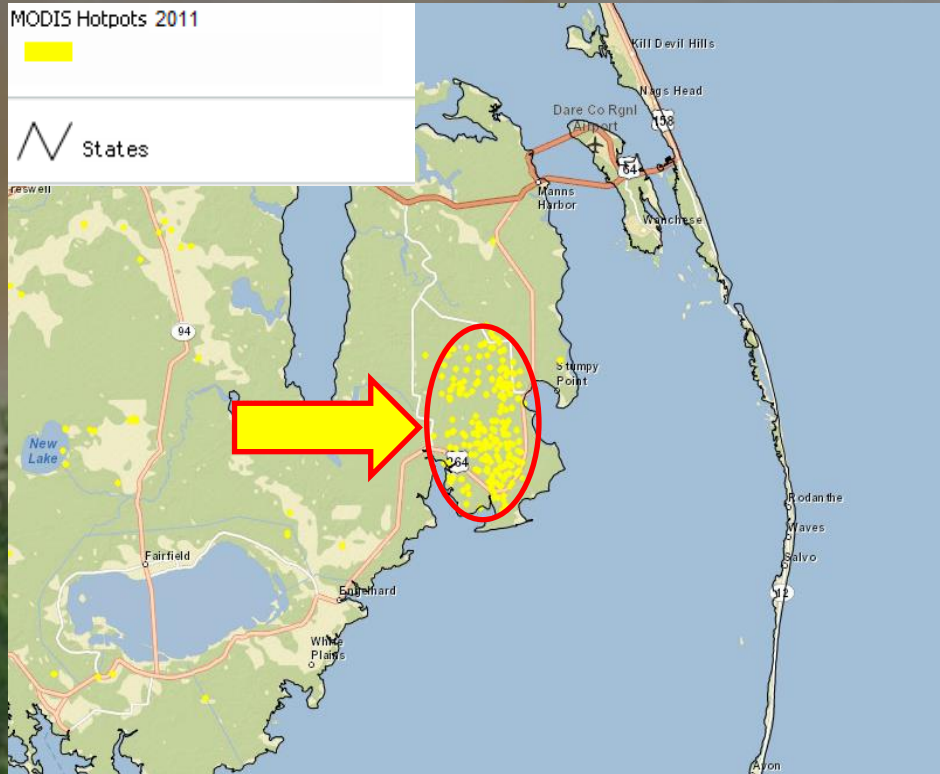 MODIS Hotpots 2011
States
Kill Devil Hills
Nags Head
Dare Co Rgnl
Airport
158
64
reswell
Manns
Harbor
Wanchese
94
Stumpy
Point
New
Lake
264
Rodanthe
Waves
Salvo
Fairfield
Engelhard
12
White
Plains
Avon